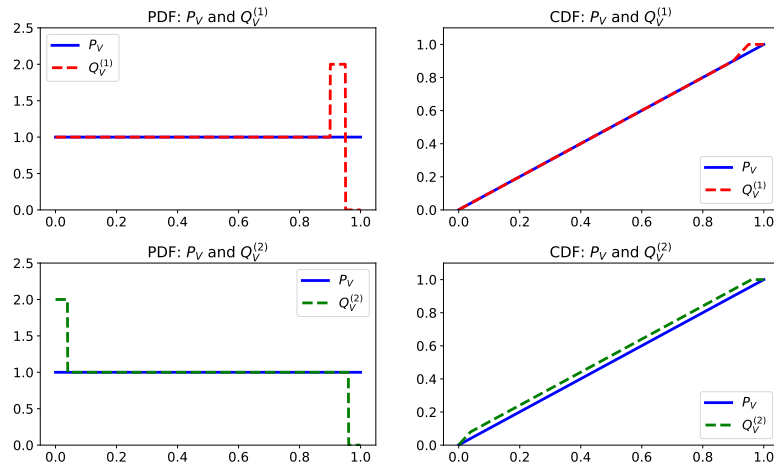 PDF: $P_V$ and $Q_V^{(1)}$
2.5
2.0
1.5
1.0
0.5
0.0
0.0 0.2 0.4 0.6 0.8 1.0
$P_V$
$Q_V^{(1)}$
CDF: $P_V$ and $Q_V^{(1)}$
1.0
0.8
0.6
0.4
0.2
0.0
0.0 0.2 0.4 0.6 0.8 1.0
$P_V$
$Q_V^{(1)}$
PDF: $P_V$ and $Q_V^{(2)}$
2.5
2.0
1.5
1.0
0.5
0.0
0.0 0.2 0.4 0.6 0.8 1.0
$P_V$
$Q_V^{(2)}$
CDF: $P_V$ and $Q_V^{(2)}$
1.0
0.8
0.6
0.4
0.2
0.0
0.0 0.2 0.4 0.6 0.8 1.0
$P_V$
$Q_V^{(2)}$